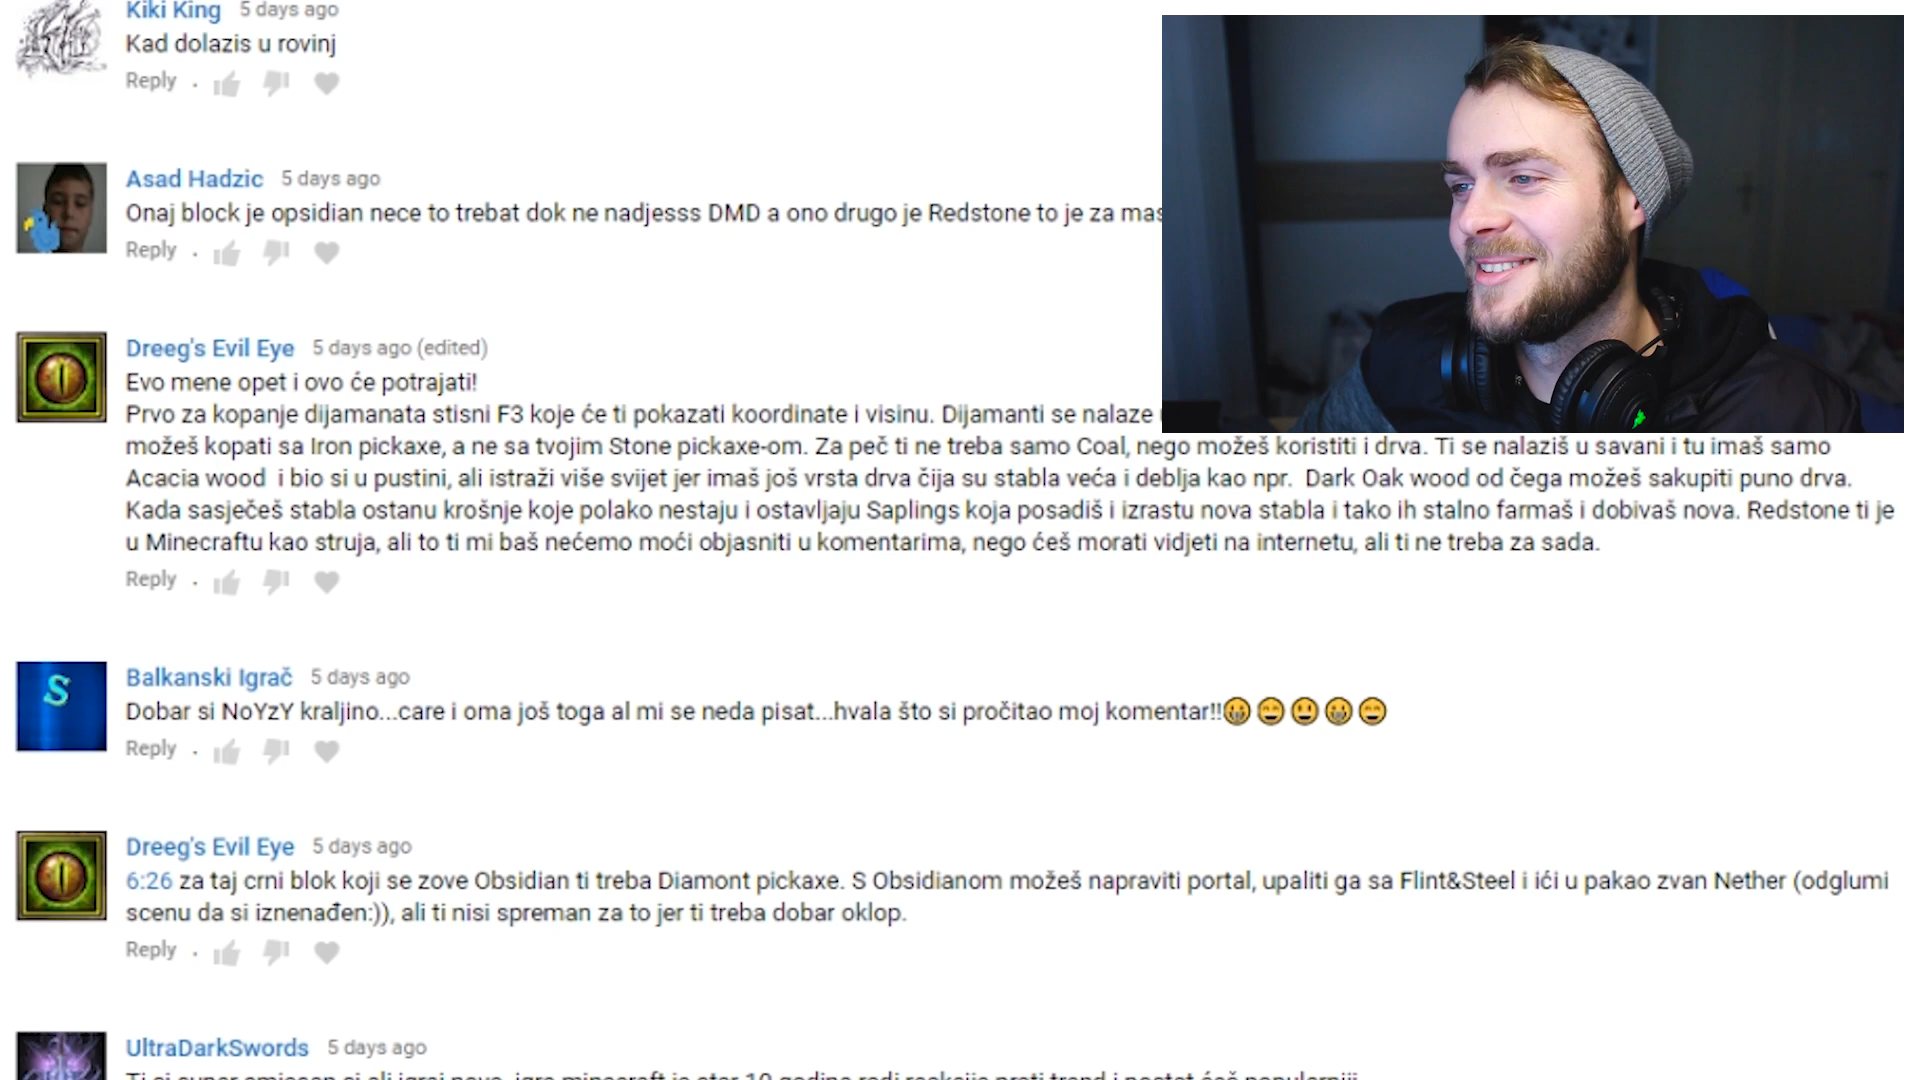 Kiki King 5 days ago
Kad dolazis u rovinj
Reply .
Asad Hadzic 5 days ago
Onaj block je opsidian nece to trebat dok ne nadjesss DMD a ono drugo je Redstone to je za mas
Reply .
Dreeg's Evil Eye 5 days ago (edited)
Evo mene opet i ovo će potrajati!
Prvo za kopanje dijamanata stisni F3 koje će ti pokazati koordinate i visinu. Dijamanti se nalaze
možeš kopati sa Iron pickaxe, a ne sa tvojim Stone pickaxe-om. Za peč ti ne treba samo Coal, nego možeš koristiti i drva. Ti se nalaziš u savani i tu imaš samo
Acacia wood i bio si u pustini, ali istraži više svijet jer imaš još vrsta drva čija su stabla veća i deblja kao npr. Dark Oak wood od čega možeš sakupiti puno drva.
Kada sasječeš stabla ostanu krošnje koje polako nestaju i ostavljaju Saplings koja posadiš i izrastu nova stabla i tako ih stalno farmaš i dobivaš nova. Redstone ti je
u Minecraftu kao struja, ali to ti mi baš nećemo moći objasniti u komentarima, nego ćeš morati vidjeti na internetu, ali ti ne treba za sada.
Reply .
S
Balkanski Igrač 5 days ago
Dobar si NoYzY kraljino...care i oma još toga al mi se neda pisat...hvala što si pročitao moj komentar!!😀😄😃😀😄
Reply .
Dreeg's Evil Eye 5 days ago
6:26 za taj crni blok koji se zove Obsidian ti treba Diamont pickaxe. S Obsidianom možeš napraviti portal, upaliti ga sa Flint&Steel i ići u pakao zvan Nether (odglumi
scenu da si iznenađen:)), ali ti nisi spreman za to jer ti treba dobar oklop.
Reply .
UltraDarkSwords 5 days ago